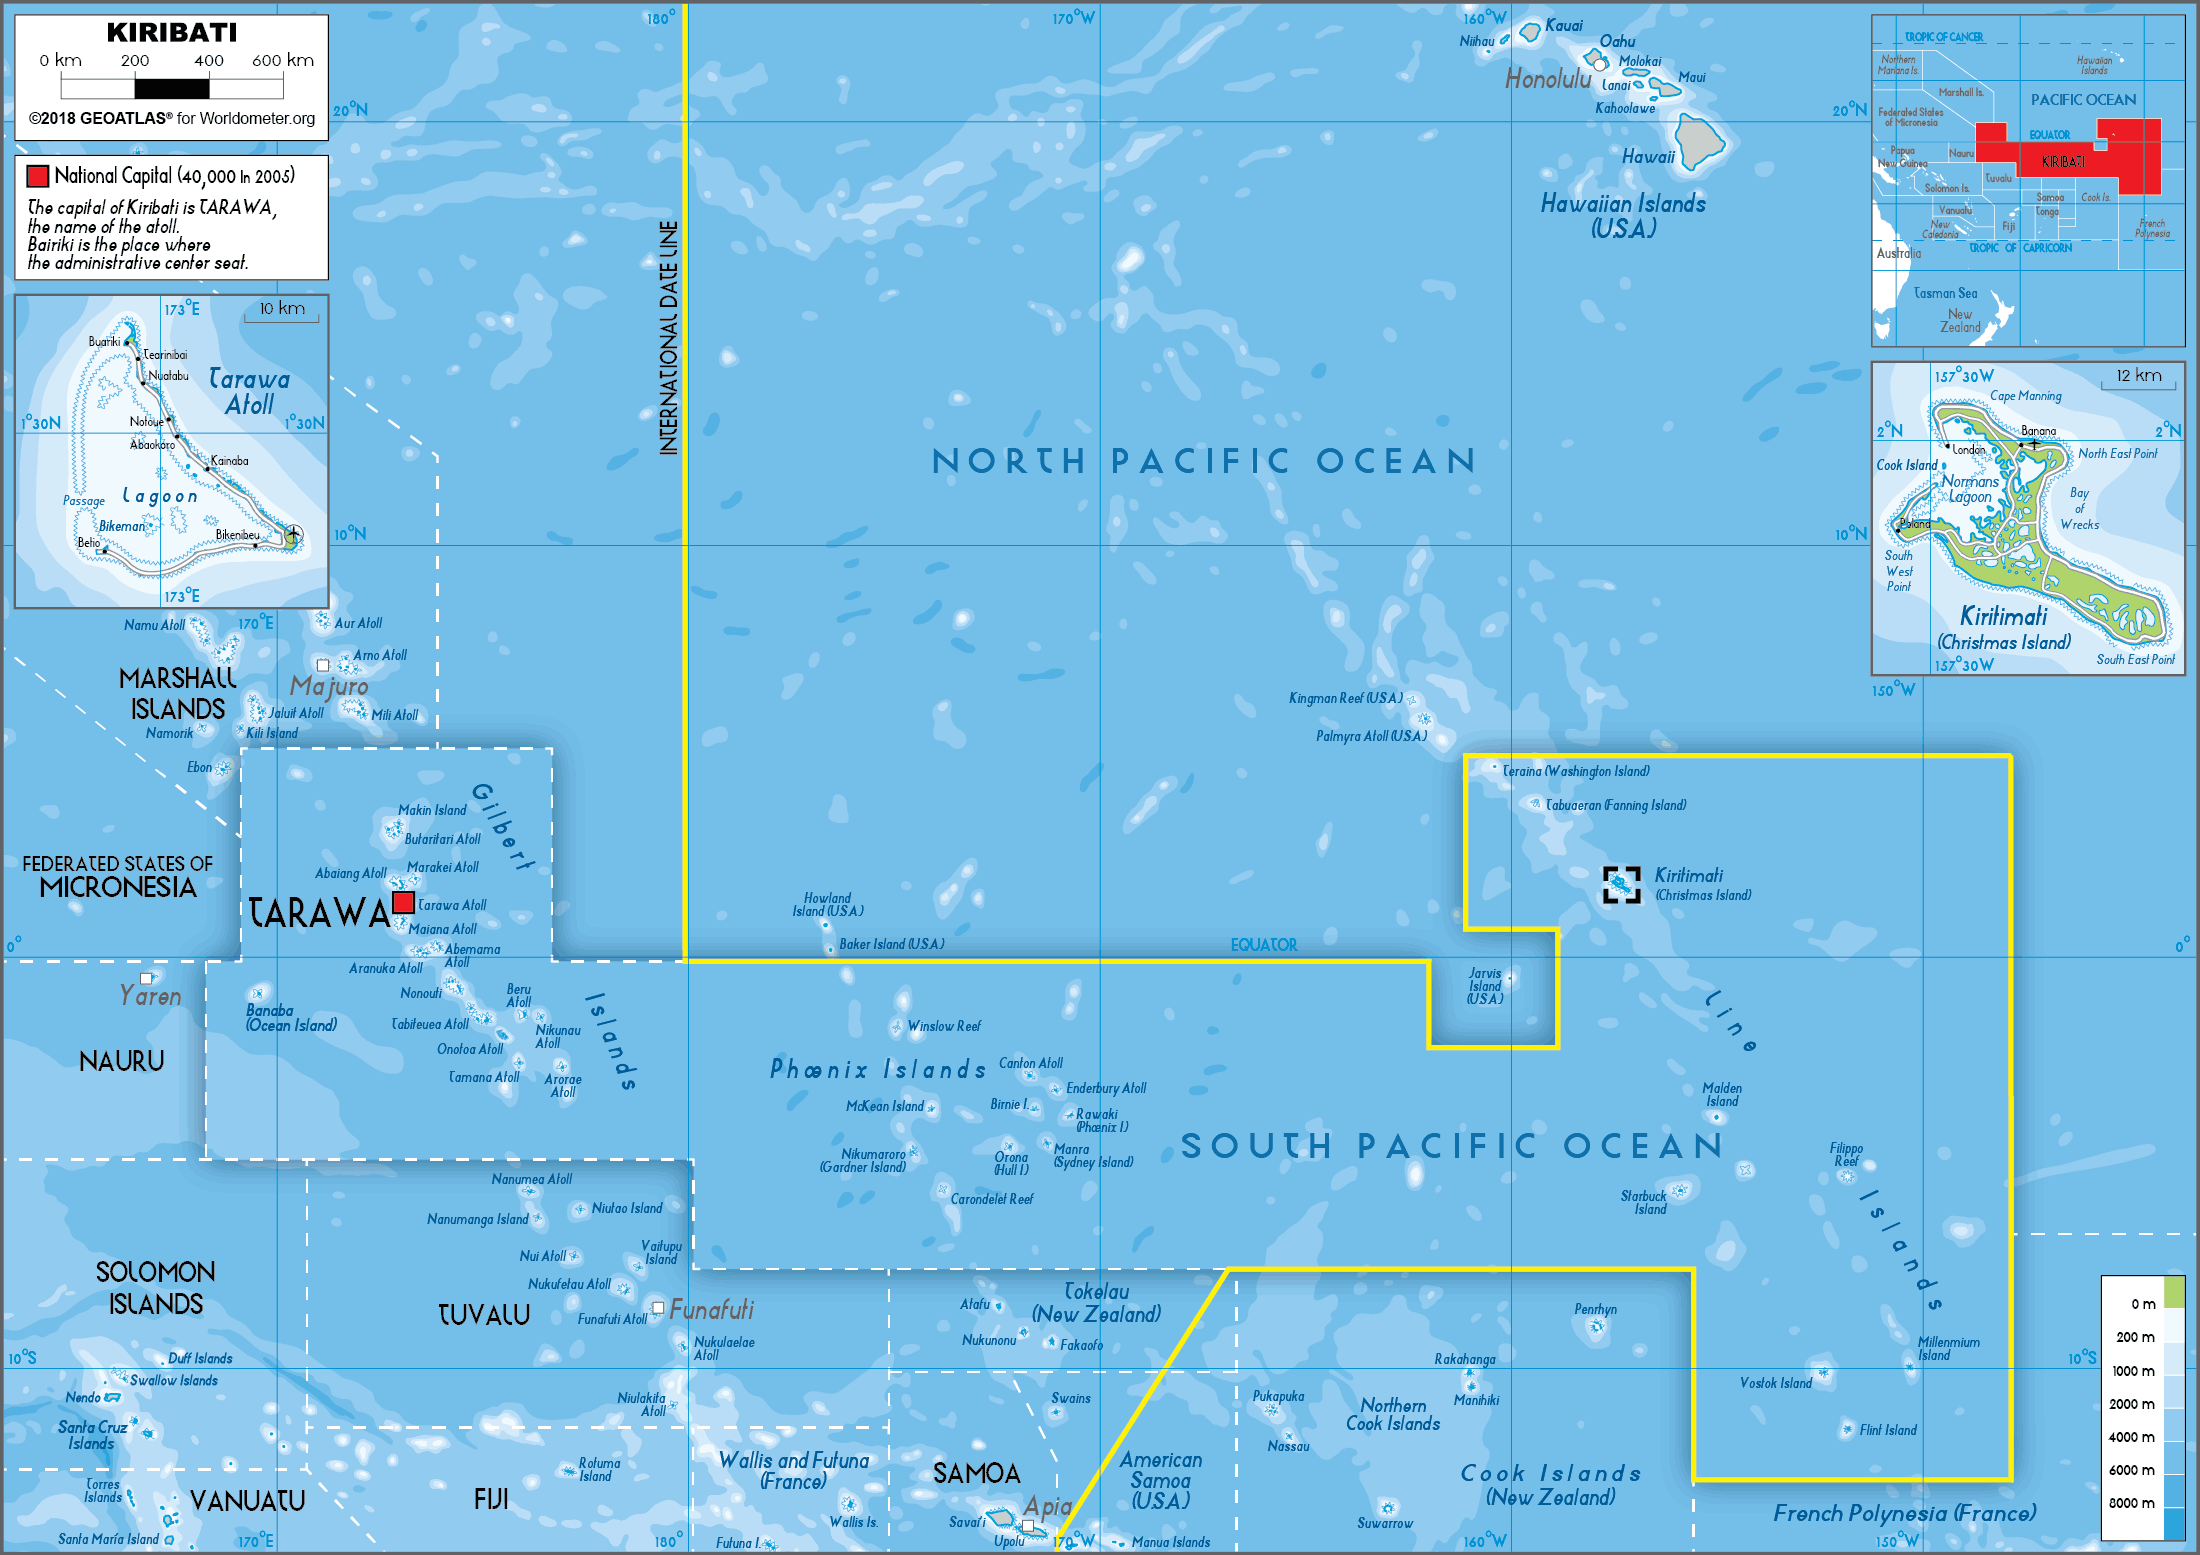 KIRIBATI
0 km 200 400 600 km
©2018 GEOATLAS® for Worldometer.org
National Capital (40,000 In 2005)
The capital of Kiribati is TARAWA,
the name of the atoll.
Bairiki is the place where
the administrative center seat.
173°E
10 km
Buariki
Tearinibai
Nuatabu
Tarawa
Atoll
1°30N
1°30N
Notoue
Abaokoro
Kainaba
Passage
Lagoon
Bikeman
Betio
Bikenibeu
173°E
180°
170°W
160°W
20°N
20°N
10°N
10°N
INTERNATIONAL DATE LINE
Niihau
Kauai
Oahu
Honolulu
Molokai
Lanai
Maui
Kahoolawe
Hawaii
Hawaiian Islands
(U.S.A.)
TROPIC OF CANCER
Northern
Mariana Is.
Hawaiian
Islands
Marshall Is.
PACIFIC OCEAN
Federated States
of Micronesia
EQUATOR
KIRIBATI
Papua
New Guinea
Nauru
Tuvalu
Solomon Is.
Samoa
Cook Is.
Vanuatu
Tonga
New
Caledonia
Fiji
French
Polynesia
TROPIC OF CAPRICORN
Australia
Tasman Sea
New
Zealand
157°30W
12 km
Cape Manning
2°N
2°N
Banana
London
North East Point
Cook Island
Normans
Lagoon
Bay
of
Wrecks
Poland
South
West
Point
Kiritimati
(Christmas Island)
157°30W
South East Point
150°W
NORTH PACIFIC OCEAN
Namu Atoll
170°E
Aur Atoll
Arno Atoll
MARSHALL
ISLANDS
Majuro
Jaluit Atoll
Mili Atoll
Namorik
Kili Island
Ebon
Kingman Reef (U.S.A.)
Palmyra Atoll (U.S.A.)
Teraina (Washington Island)
Tabuaeran (Fanning Island)
Kiritimati
(Christmas Island)
Gilbert
Makin Island
Butaritari Atoll
Marakei Atoll
Abaiang Atoll
TARAWA
Tarawa Atoll
Maiana Atoll
Abemama
Atoll
Aranuka Atoll
Nonouti
Beru
Atoll
Tabiteuea Atoll
Nikunau
Atoll
Onotoa Atoll
Tamana Atoll
Arorae
Atoll
Islands
FEDERATED STATES OF
MICRONESIA
0°
0°
Yaren
NAURU
Banaba
(Ocean Island)
Howland
Island (U.S.A.)
Baker Island (U.S.A.)
EQUATOR
Jarvis
Island
(U.S.A.)
Winslow Reef
Phœnix Islands
Canton Atoll
Enderbury Atoll
McKean Island
Birnie I.
Rawaki
(Phœnix I.)
Nikumaroro
(Gardner Island)
Orona
(Hull I.)
Manra
(Sydney Island)
Carondelet Reef
SOUTH PACIFIC OCEAN
Line
Islands
Malden
Island
Filippo
Reef
Starbuck
Island
Millenmium
Island
Vostok Island
Flint Island
Nanumea Atoll
Niutao Island
Nanumanga Island
Nui Atoll
Vaitupu
Island
Nukufetau Atoll
Funafuti Atoll
Funafuti
TUVALU
Nukulaelae
Atoll
Niulakita
Atoll
SOLOMON
ISLANDS
10°S
10°S
Duff Islands
Swallow Islands
Nendo
Santa Cruz
Islands
Torres
Islands
VANUATU
Santa María Island
170°E
FIJI
Rotuma
Island
180°
Wallis and Futuna
(France)
Wallis Is.
Futuna I.
Atafu
Tokelau
(New Zealand)
Nukunonu
Fakaofo
Swains
SAMOA
Apia
Savai'i
Upolu
170°W
American
Samoa
(U.S.A.)
Manua Islands
Penrhyn
Rakahanga
Manihiki
Pukapuka
Nassau
Northern
Cook Islands
Cook Islands
(New Zealand)
Suwarrow
160°W
French Polynesia (France)
150°W
0 m
200 m
1000 m
2000 m
4000 m
6000 m
8000 m